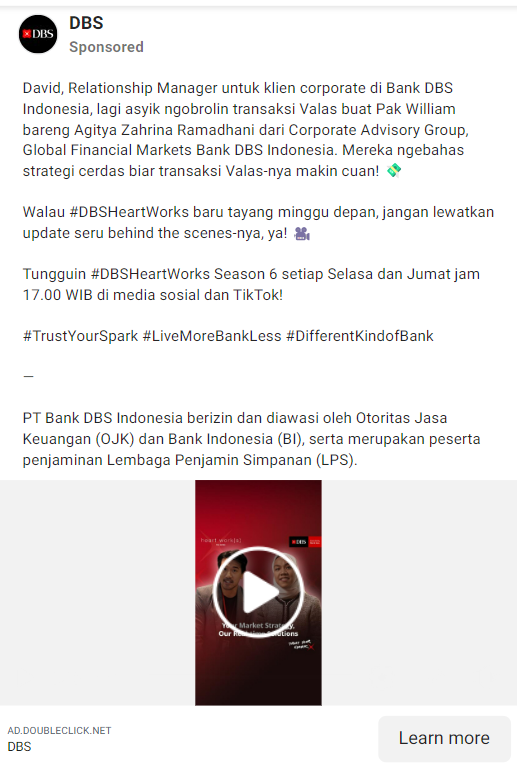 DBS
DBS
Sponsored
David, Relationship Manager untuk klien corporate di Bank DBS
Indonesia, lagi asyik ngobrolin transaksi Valas buat Pak William
bareng Agitya Zahrina Ramadhani dari Corporate Advisory Group,
Global Financial Markets Bank DBS Indonesia. Mereka ngebahas
strategi cerdas biar transaksi Valas-nya makin cuan! 💸
Walau #DBSHeartWorks baru tayang minggu depan, jangan lewatkan
update seru behind the scenes-nya, ya! 🎥
Tungguin #DBSHeartWorks Season 6 setiap Selasa dan Jumat jam
17.00 WIB di media sosial dan TikTok!
#TrustYourSpark #LiveMoreBankLess #DifferentKindofBank
—
PT Bank DBS Indonesia berizin dan diawasi oleh Otoritas Jasa
Keuangan (OJK) dan Bank Indonesia (BI), serta merupakan peserta
penjaminan Lembaga Penjamin Simpanan (LPS).
heart work(s)
DBS
Your Market Strategy,
Our Real-time Solutions
AD.DOUBLECLICK.NET
DBS
Learn more